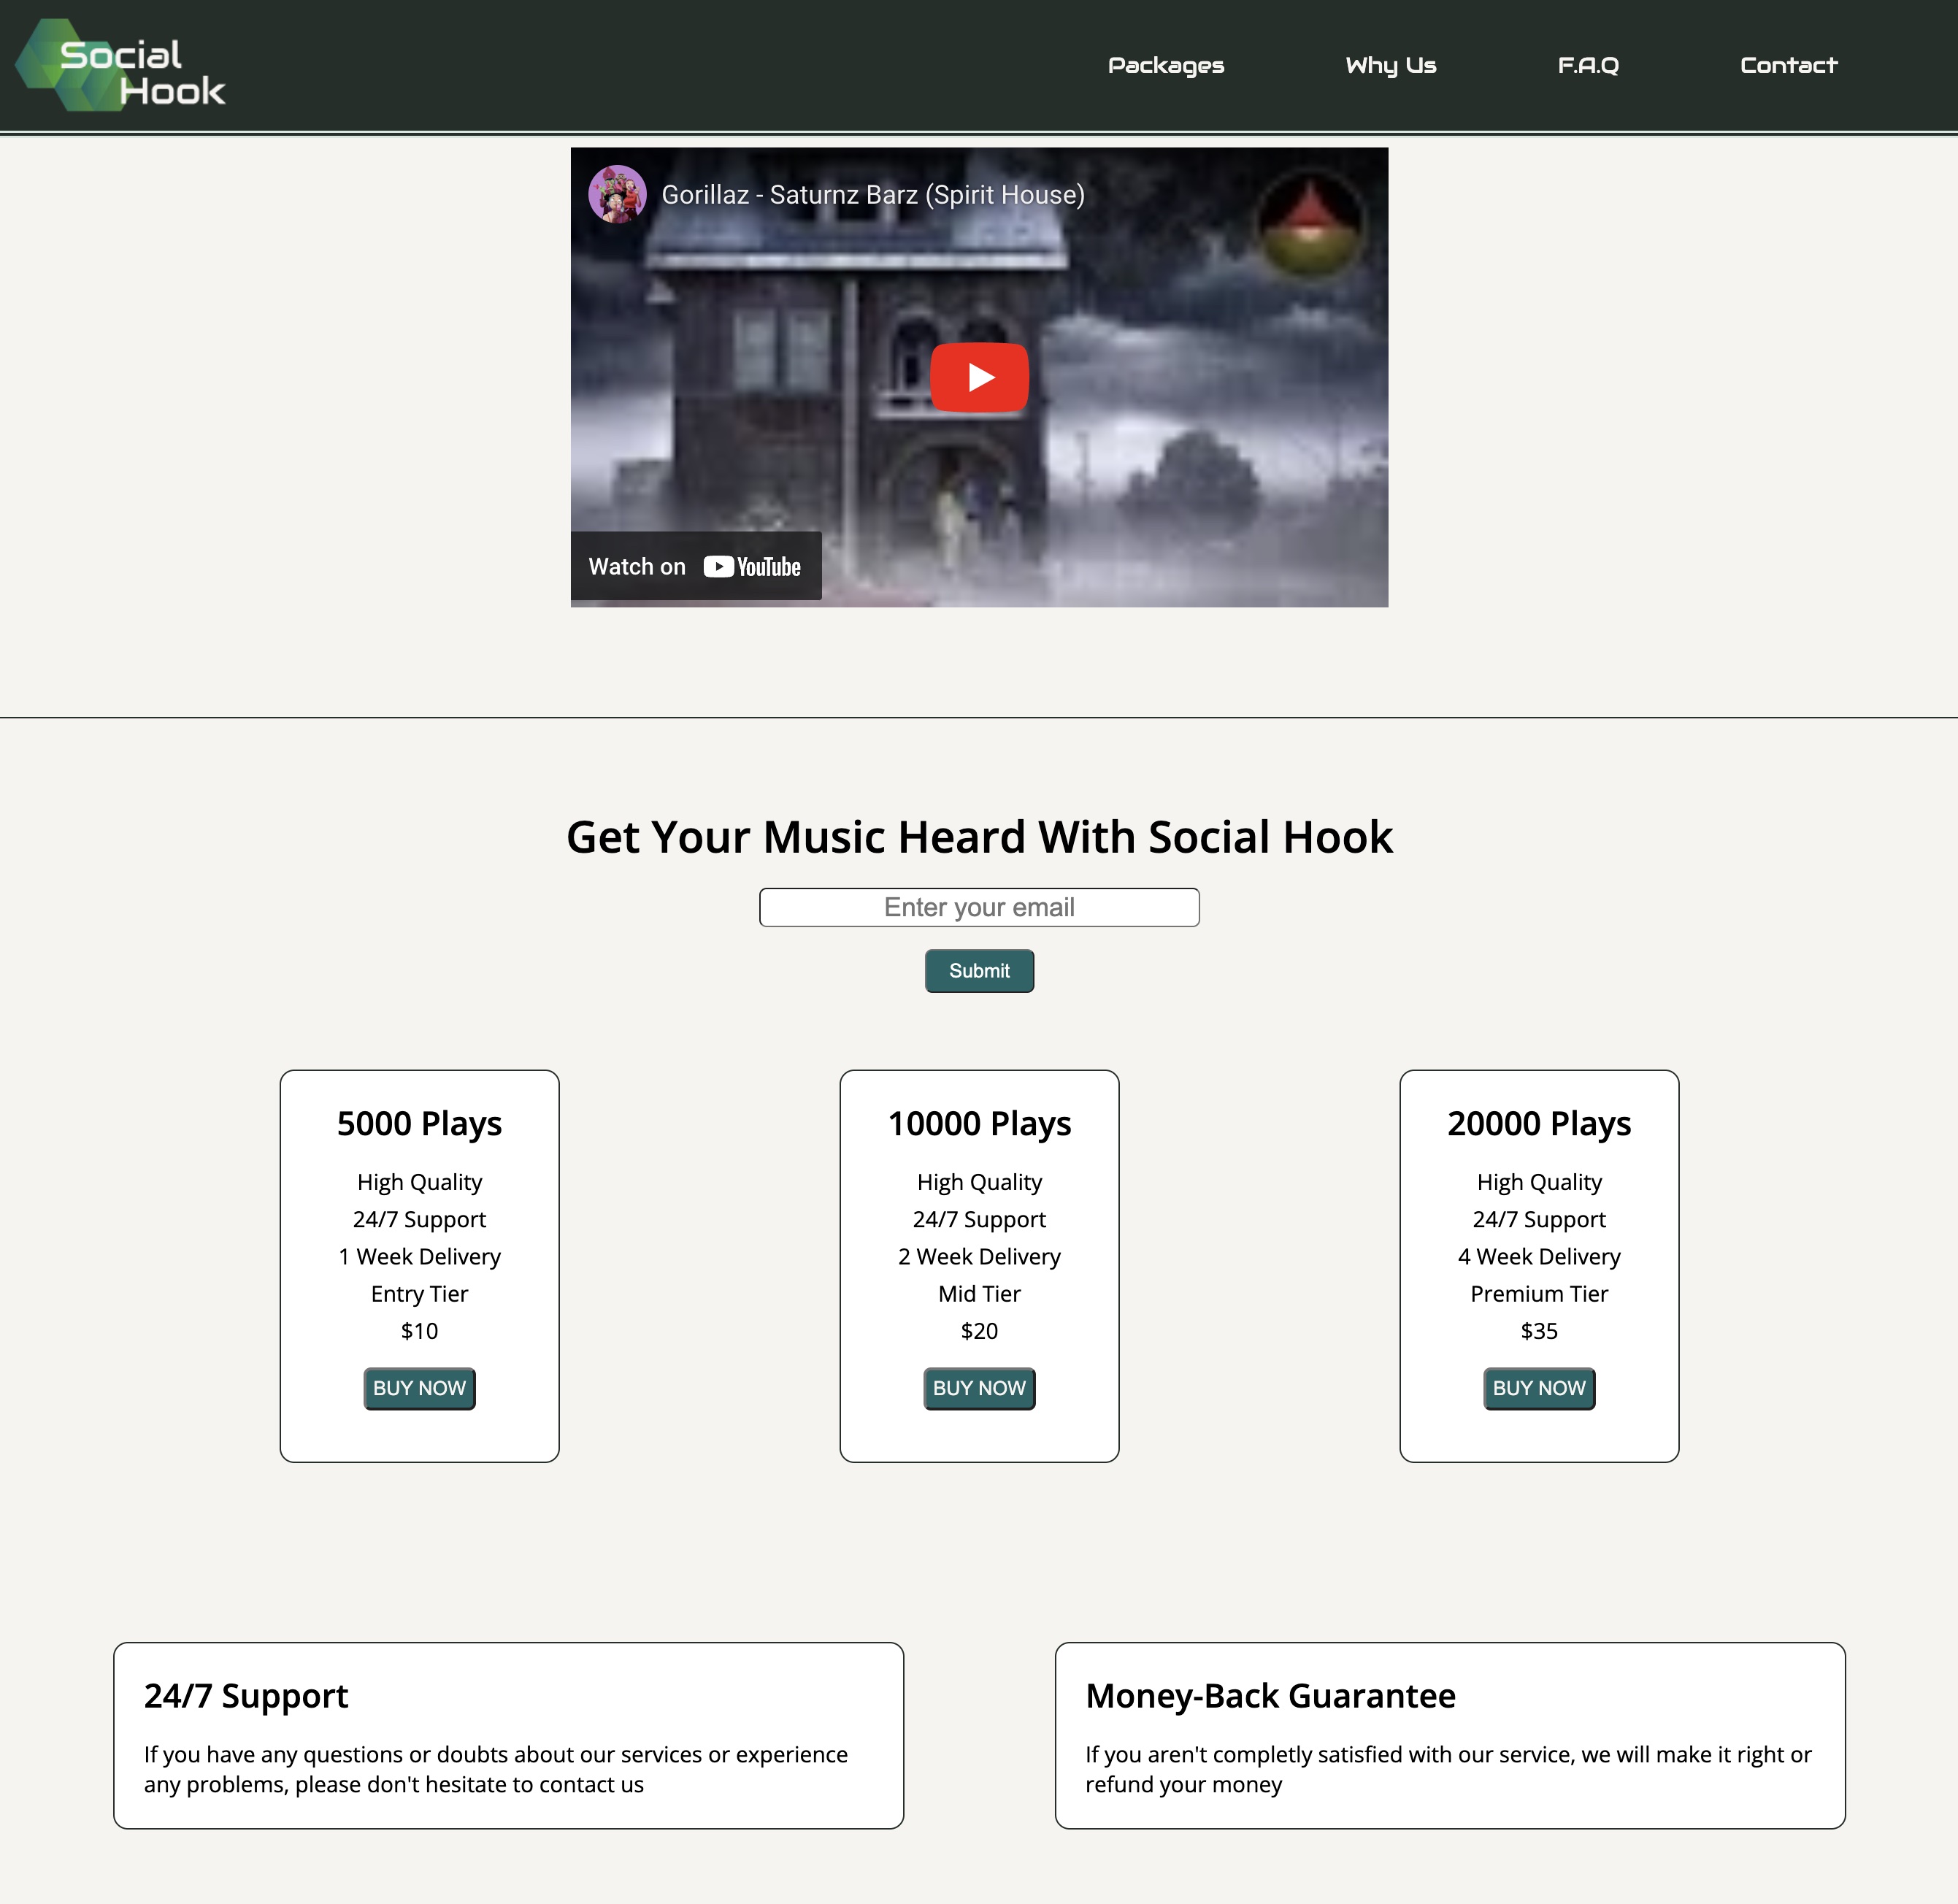 Social
Hook
Packages
Why Us
F.A.Q
Contact
Gorillaz - Saturnz Barz (Spirit House)
Watch on YouTube
Get Your Music Heard With Social Hook
Enter your email
Submit
5000 Plays
High Quality
24/7 Support
1 Week Delivery
Entry Tier
$10
BUY NOW
10000 Plays
High Quality
24/7 Support
2 Week Delivery
Mid Tier
$20
BUY NOW
20000 Plays
High Quality
24/7 Support
4 Week Delivery
Premium Tier
$35
BUY NOW
24/7 Support
If you have any questions or doubts about our services or experience
any problems, please don't hesitate to contact us
Money-Back Guarantee
If you aren't completly satisfied with our service, we will make it right or
refund your money